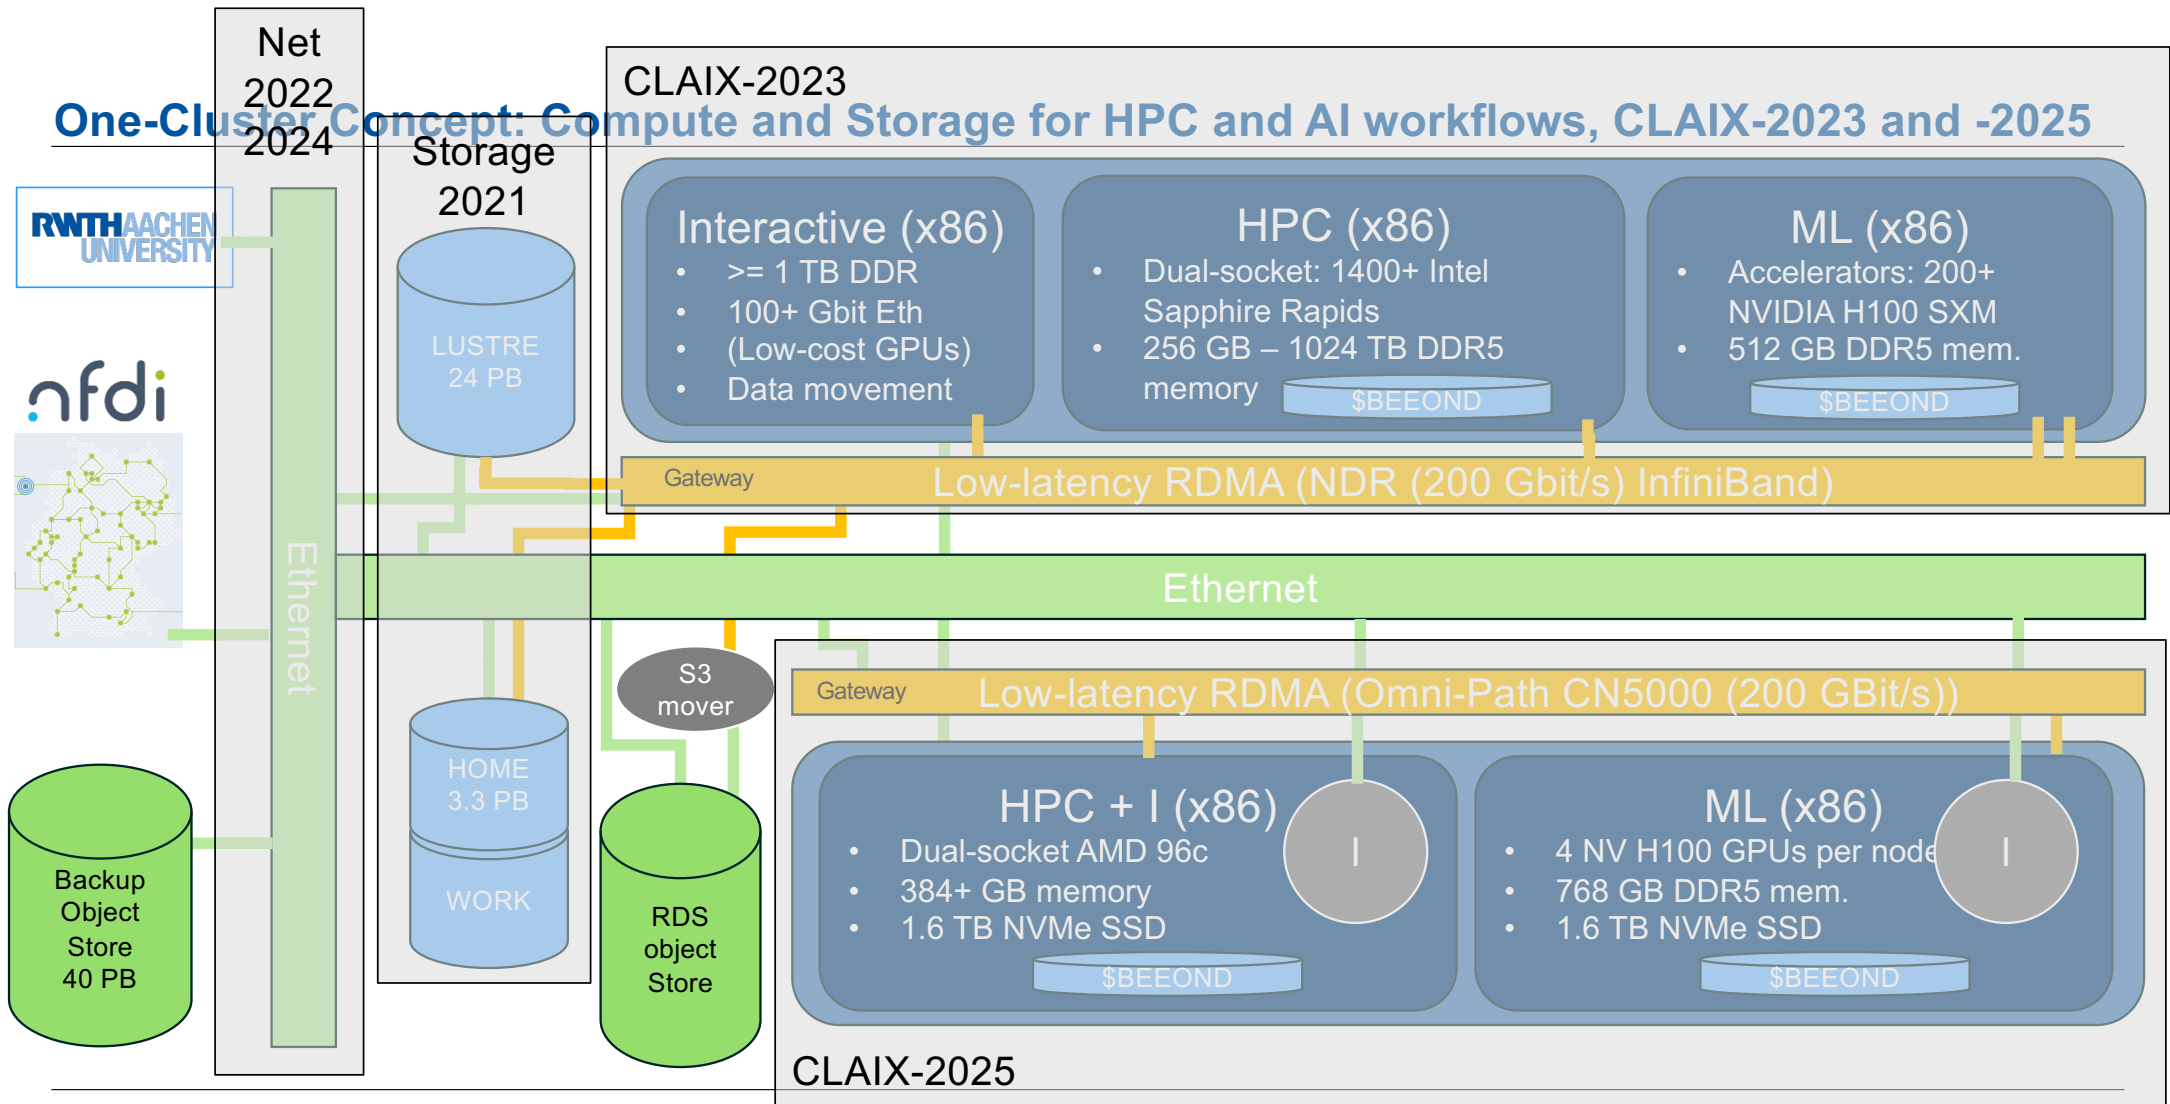 Net
2022
2024
CLAIX-2023
One-Cluster Concept: Compute and Storage for HPC and AI workflows, CLAIX-2023 and -2025
Storage
2021
RWTHAACHEN
UNIVERSITY
Interactive (x86)
• >= 1 TB DDR
• 100+ Gbit Eth
• (Low-cost GPUs)
• Data movement
HPC (x86)
• Dual-socket: 1400+ Intel
Sapphire Rapids
• 256 GB – 1024 TB DDR5
memory
$BEEOND
ML (x86)
• Accelerators: 200+
NVIDIA H100 SXM
• 512 GB DDR5 mem.
$BEEOND
LUSTRE
24 PB
nfdi
Gateway
Low-latency RDMA (NDR (200 Gbit/s) InfiniBand)
Ethernet
Ethernet
S3
mover
Gateway
Low-latency RDMA (Omni-Path CN5000 (200 GBit/s))
HOME
3.3 PB
WORK
Backup
Object
Store
40 PB
RDS
object
Store
HPC + I (x86)
• Dual-socket AMD 96c
• 384+ GB memory
• 1.6 TB NVMe SSD
$BEEOND
I
ML (x86)
• 4 NV H100 GPUs per node
• 768 GB DDR5 mem.
• 1.6 TB NVMe SSD
$BEEOND
I
CLAIX-2025